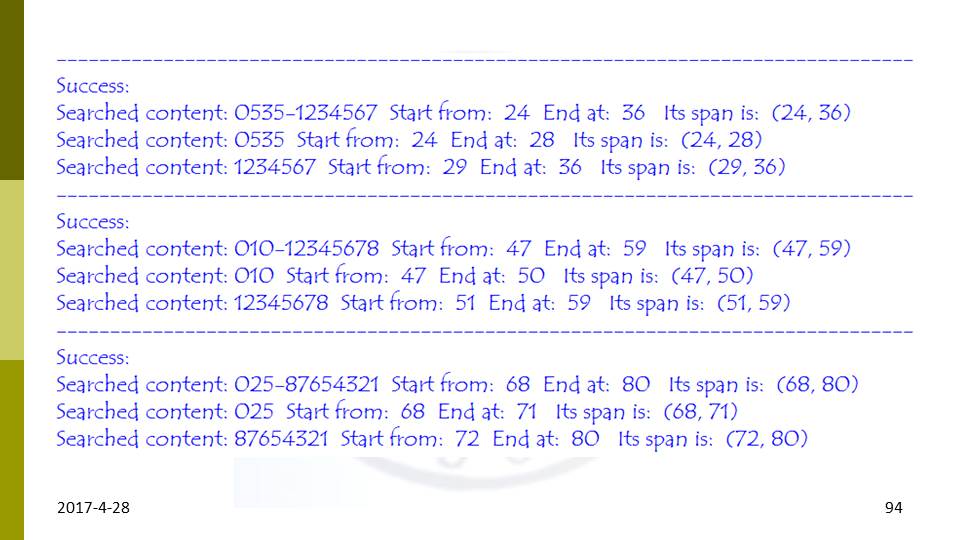 --------------------------------------------------------------------------------
Success:
Searched content: 0535-1234567 Start from: 24 End at: 36 Its span is: (24, 36)
Searched content: 0535 Start from: 24 End at: 28 Its span is: (24, 28)
Searched content: 1234567 Start from: 29 End at: 36 Its span is: (29, 36)
--------------------------------------------------------------------------------
Success:
Searched content: 010-12345678 Start from: 47 End at: 59 Its span is: (47, 59)
Searched content: 010 Start from: 47 End at: 50 Its span is: (47, 50)
Searched content: 12345678 Start from: 51 End at: 59 Its span is: (51, 59)
--------------------------------------------------------------------------------
Success:
Searched content: 025-87654321 Start from: 68 End at: 80 Its span is: (68, 80)
Searched content: 025 Start from: 68 End at: 71 Its span is: (68, 71)
Searched content: 87654321 Start from: 72 End at: 80 Its span is: (72, 80)
2017-4-28
94